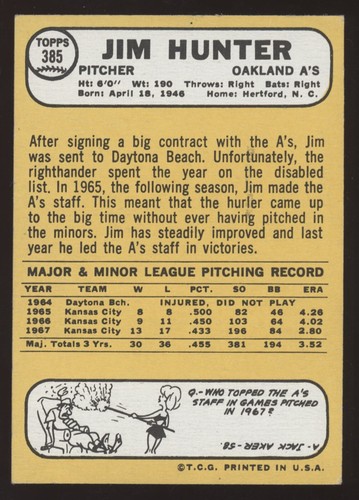 TOPPS
385
JIM HUNTER
PITCHER OAKLAND A'S
Ht: 6'0" Wt: 190 Throws: Right Bats: Right
Born: April 18, 1946 Home: Hertford, N. C.
After signing a big contract with the A's, Jim
was sent to Daytona Beach. Unfortunately, the
righthander spent the year on the disabled
list. In 1965, the following season, Jim made the
A's staff. This meant that the hurler came up
to the big time without ever having pitched in
the minors. Jim has steadily improved and last
year he led the A's staff in victories.
MAJOR & MINOR LEAGUE PITCHING RECORD
YEAR TEAM W L PCT. SO BB ERA
1964 Daytona Bch. INJURED, DID NOT PLAY
1965 Kansas City 8 8 .500 82 46 4.26
1966 Kansas City 9 11 .450 103 64 4.02
1967 Kansas City 13 17 .433 196 84 2.80
Maj. Totals 3 Yrs. 30 36 .455 381 194 3.52
Q.-WHO TOPPED THE A'S
STAFF IN GAMES PITCHED
IN 1967?
A.- JACK AKER-58.
©T.C.G. PRINTED IN U.S.A.